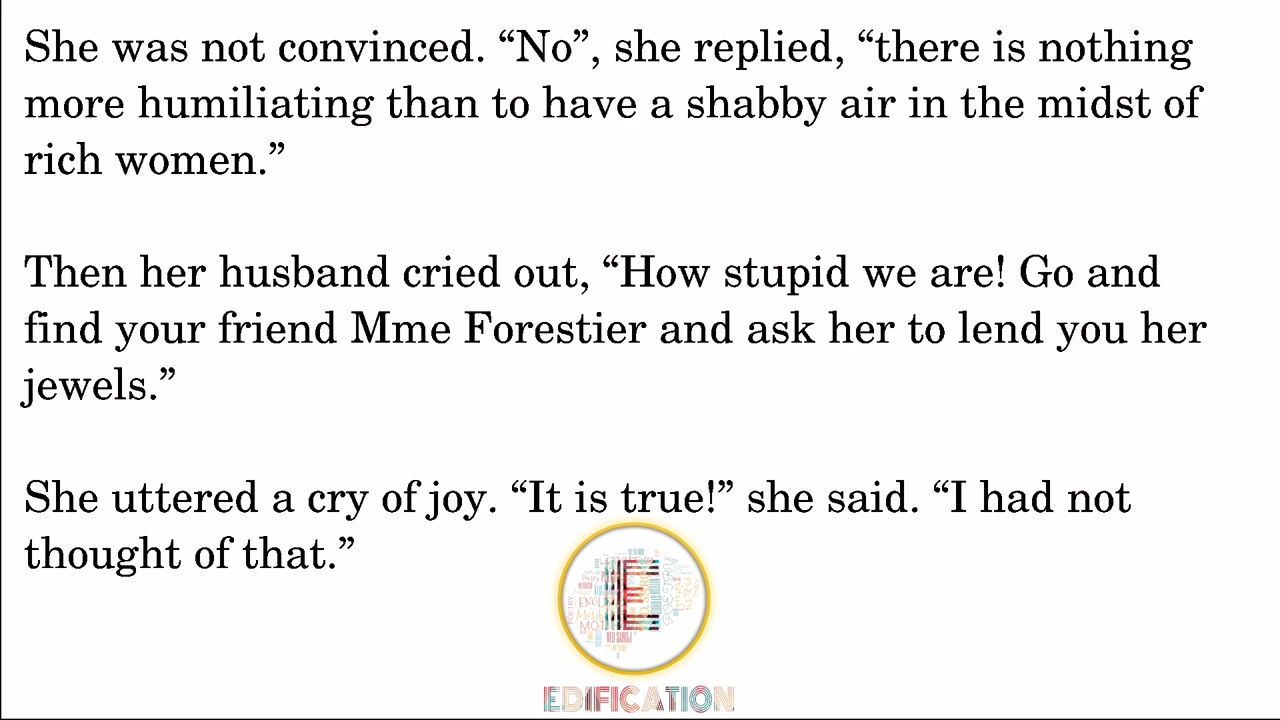 She was not convinced. “No”, she replied, “there is nothing
more humiliating than to have a shabby air in the midst of
rich women.”
Then her husband cried out, “How stupid we are! Go and
find your friend Mme Forestier and ask her to lend you her
jewels.”
She uttered a cry of joy. “It is true!” she said. “I had not
thought of that.”
EDIFICATION